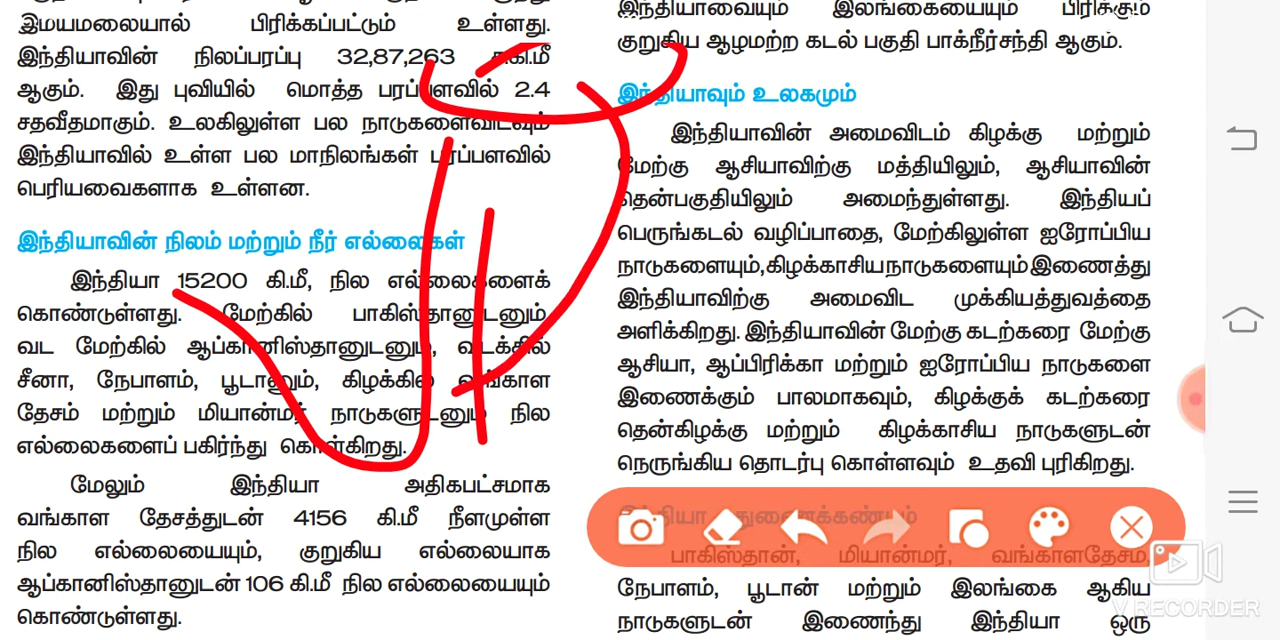 இமயமலையால் பிரிக்கப்பட்டும் உள்ளது.
இந்தியாவின் நிலப்பரப்பு 32,87,263 ச.கி.மீ
ஆகும். இது புவியில் மொத்த பரப்பளவில் 2.4
சதவீதமாகும். உலகிலுள்ள பல நாடுகளைவிடவும்
இந்தியாவில் உள்ள பல மாநிலங்கள் பரப்பளவில்
பெரியவைகளாக உள்ளன.
இந்தியாவின் நிலம் மற்றும் நீர் எல்லைகள்
இந்தியா 15200 கி.மீ, நில எல்லைகளைக்
கொண்டுள்ளது. மேற்கில் பாகிஸ்தானுடனும்,
வட மேற்கில் ஆப்கானிஸ்தானுடனும், வடக்கில்
சீனா, நேபாளம், பூடானும், கிழக்கில் வங்காள
தேசம் மற்றும் மியான்மர் நாடுகளுடனும் நில
எல்லைகளைப் பகிர்ந்து கொள்கிறது.
மேலும் இந்தியா அதிகபட்சமாக
வங்காள தேசத்துடன் 4156 கி.மீ நீளமுள்ள
நில எல்லையையும், குறுகிய எல்லையாக
ஆப்கானிஸ்தானுடன் 106 கி.மீ நில எல்லையையும்
கொண்டுள்ளது.
இந்தியாவையும் இலங்கையையும் பிரிக்கும்
குறுகிய ஆழமற்ற கடல் பகுதி பாக்நீர்சந்தி ஆகும்.
இந்தியாவும் உலகமும்
இந்தியாவின் அமைவிடம் கிழக்கு மற்றும்
மேற்கு ஆசியாவிற்கு மத்தியிலும், ஆசியாவின்
தென்பகுதியிலும் அமைந்துள்ளது. இந்தியப்
பெருங்கடல் வழிப்பாதை, மேற்கிலுள்ள ஐரோப்பிய
நாடுகளையும்,கிழக்காசிய நாடுகளையும் இணைத்து
இந்தியாவிற்கு அமைவிட முக்கியத்துவத்தை
அளிக்கிறது. இந்தியாவின் மேற்கு கடற்கரை மேற்கு
ஆசியா, ஆப்பிரிக்கா மற்றும் ஐரோப்பிய நாடுகளை
இணைக்கும் பாலமாகவும், கிழக்குக் கடற்கரை
தென்கிழக்கு மற்றும் கிழக்காசிய நாடுகளுடன்
நெருங்கிய தொடர்பு கொள்ளவும் உதவி புரிகிறது.
இந்தியா துணைக்கண்டம்
பாகிஸ்தான், மியான்மர், வங்காளதேசம்,
நேபாளம், பூடான் மற்றும் இலங்கை ஆகிய
நாடுகளுடன் இணைந்து இந்தியா ஒரு
V RECORDER